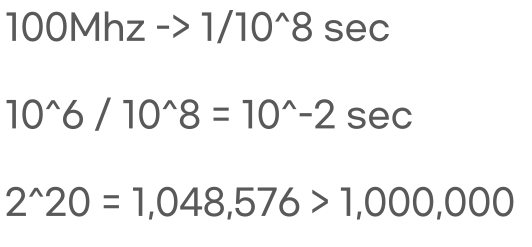 100Mhz -> 1/10^8 sec
10^6 / 10^8 = 10^-2 sec
2^20 = 1,048,576 > 1,000,000